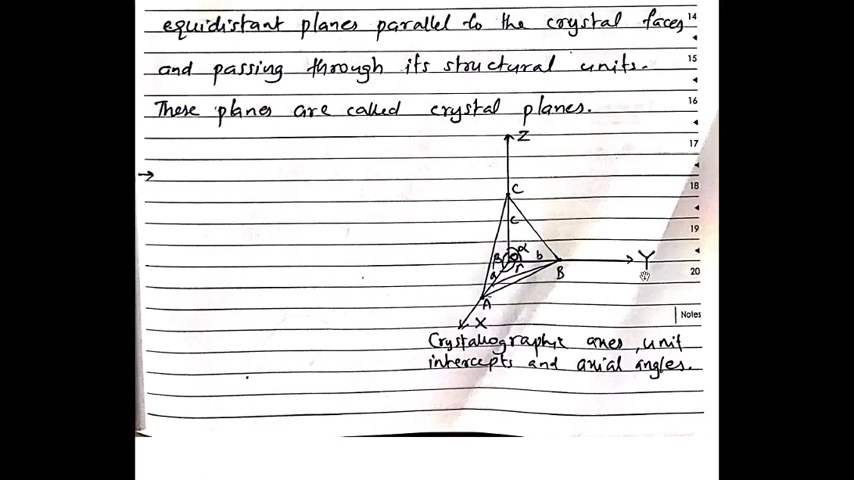 equidistant planes parallel to the crystal faces
and passing through its structural units.
These planes are called crystal planes.
Z
C
c
α
β
γ
b
a
Y
B
A
X
Crystallographic axes, unit
intercepts and axial angles.
14
15
16
17
18
19
20
Notes